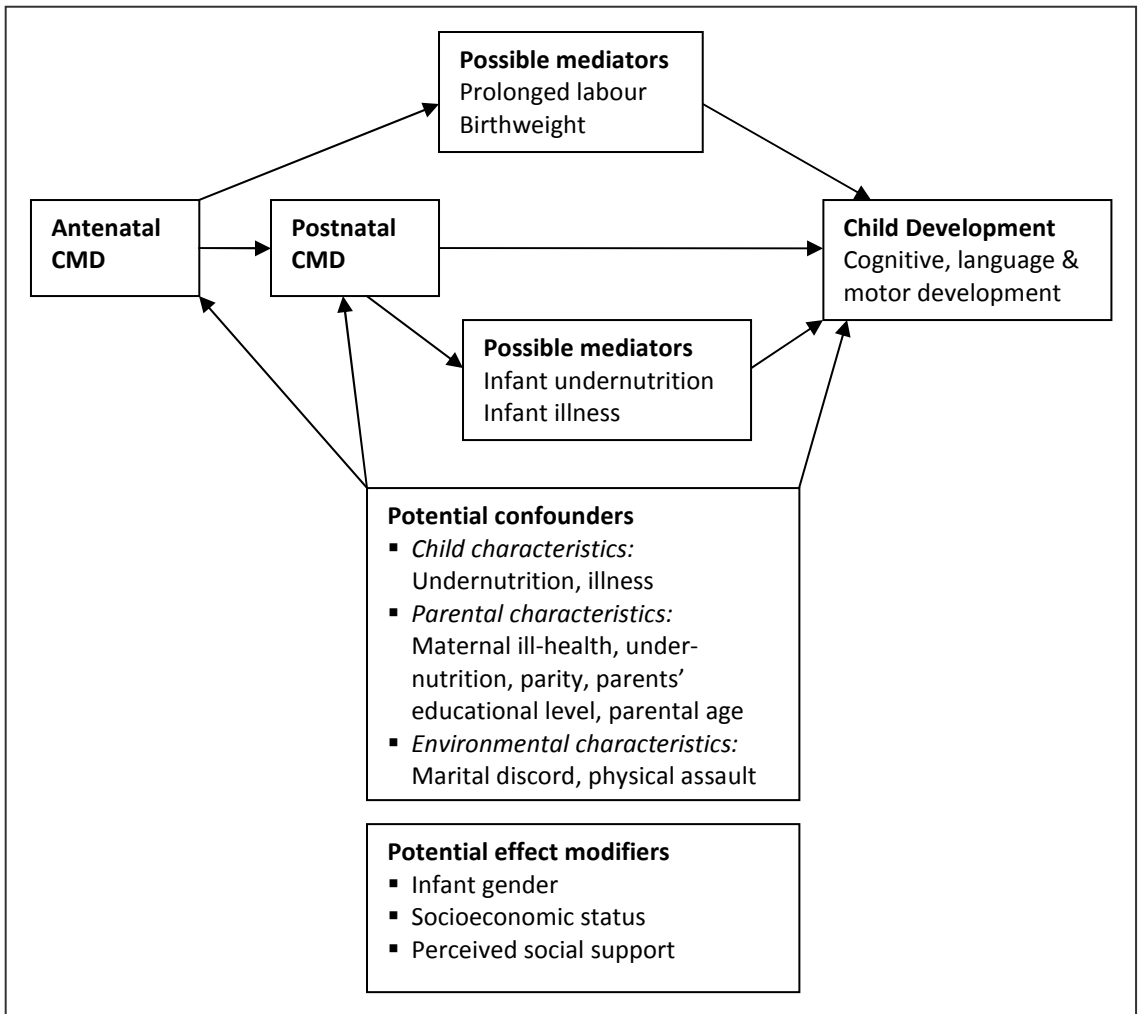 Possible mediators
Prolonged labour
Birthweight
Antenatal
CMD
Postnatal
CMD
Child Development
Cognitive, language &
motor development
Possible mediators
Infant undernutrition
Infant illness
Potential confounders
▪ Child characteristics:
Undernutrition, illness
▪ Parental characteristics:
Maternal ill-health, under-
nutrition, parity, parents’
educational level, parental age
▪ Environmental characteristics:
Marital discord, physical assault
Potential effect modifiers
▪ Infant gender
▪ Socioeconomic status
▪ Perceived social support